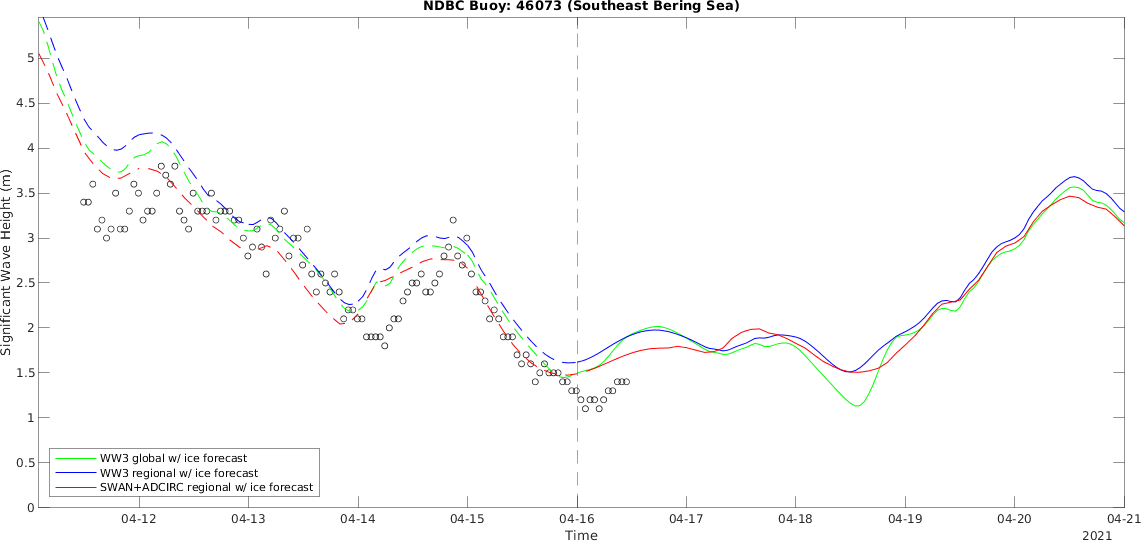 NDBC Buoy: 46073 (Southeast Bering Sea)
Significant Wave Height (m)
5
4.5
4
3.5
3
2.5
2
1.5
1
0.5
0
WW3 global w/ ice forecast
WW3 regional w/ ice forecast
SWAN+ADCIRC regional w/ ice forecast
04-12 04-13 04-14 04-15 04-16 04-17 04-18 04-19 04-20 04-21
Time
2021